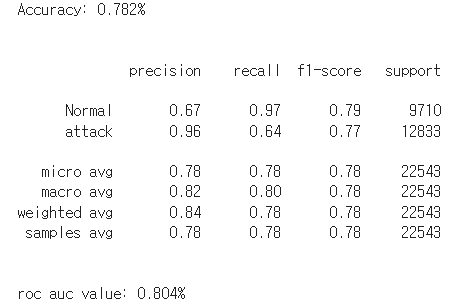 Accuracy: 0.782%
precision recall f1-score support
Normal 0.67 0.97 0.79 9710
attack 0.96 0.64 0.77 12833
micro avg 0.78 0.78 0.78 22543
macro avg 0.82 0.80 0.78 22543
weighted avg 0.84 0.78 0.78 22543
samples avg 0.78 0.78 0.78 22543
roc auc value: 0.804%